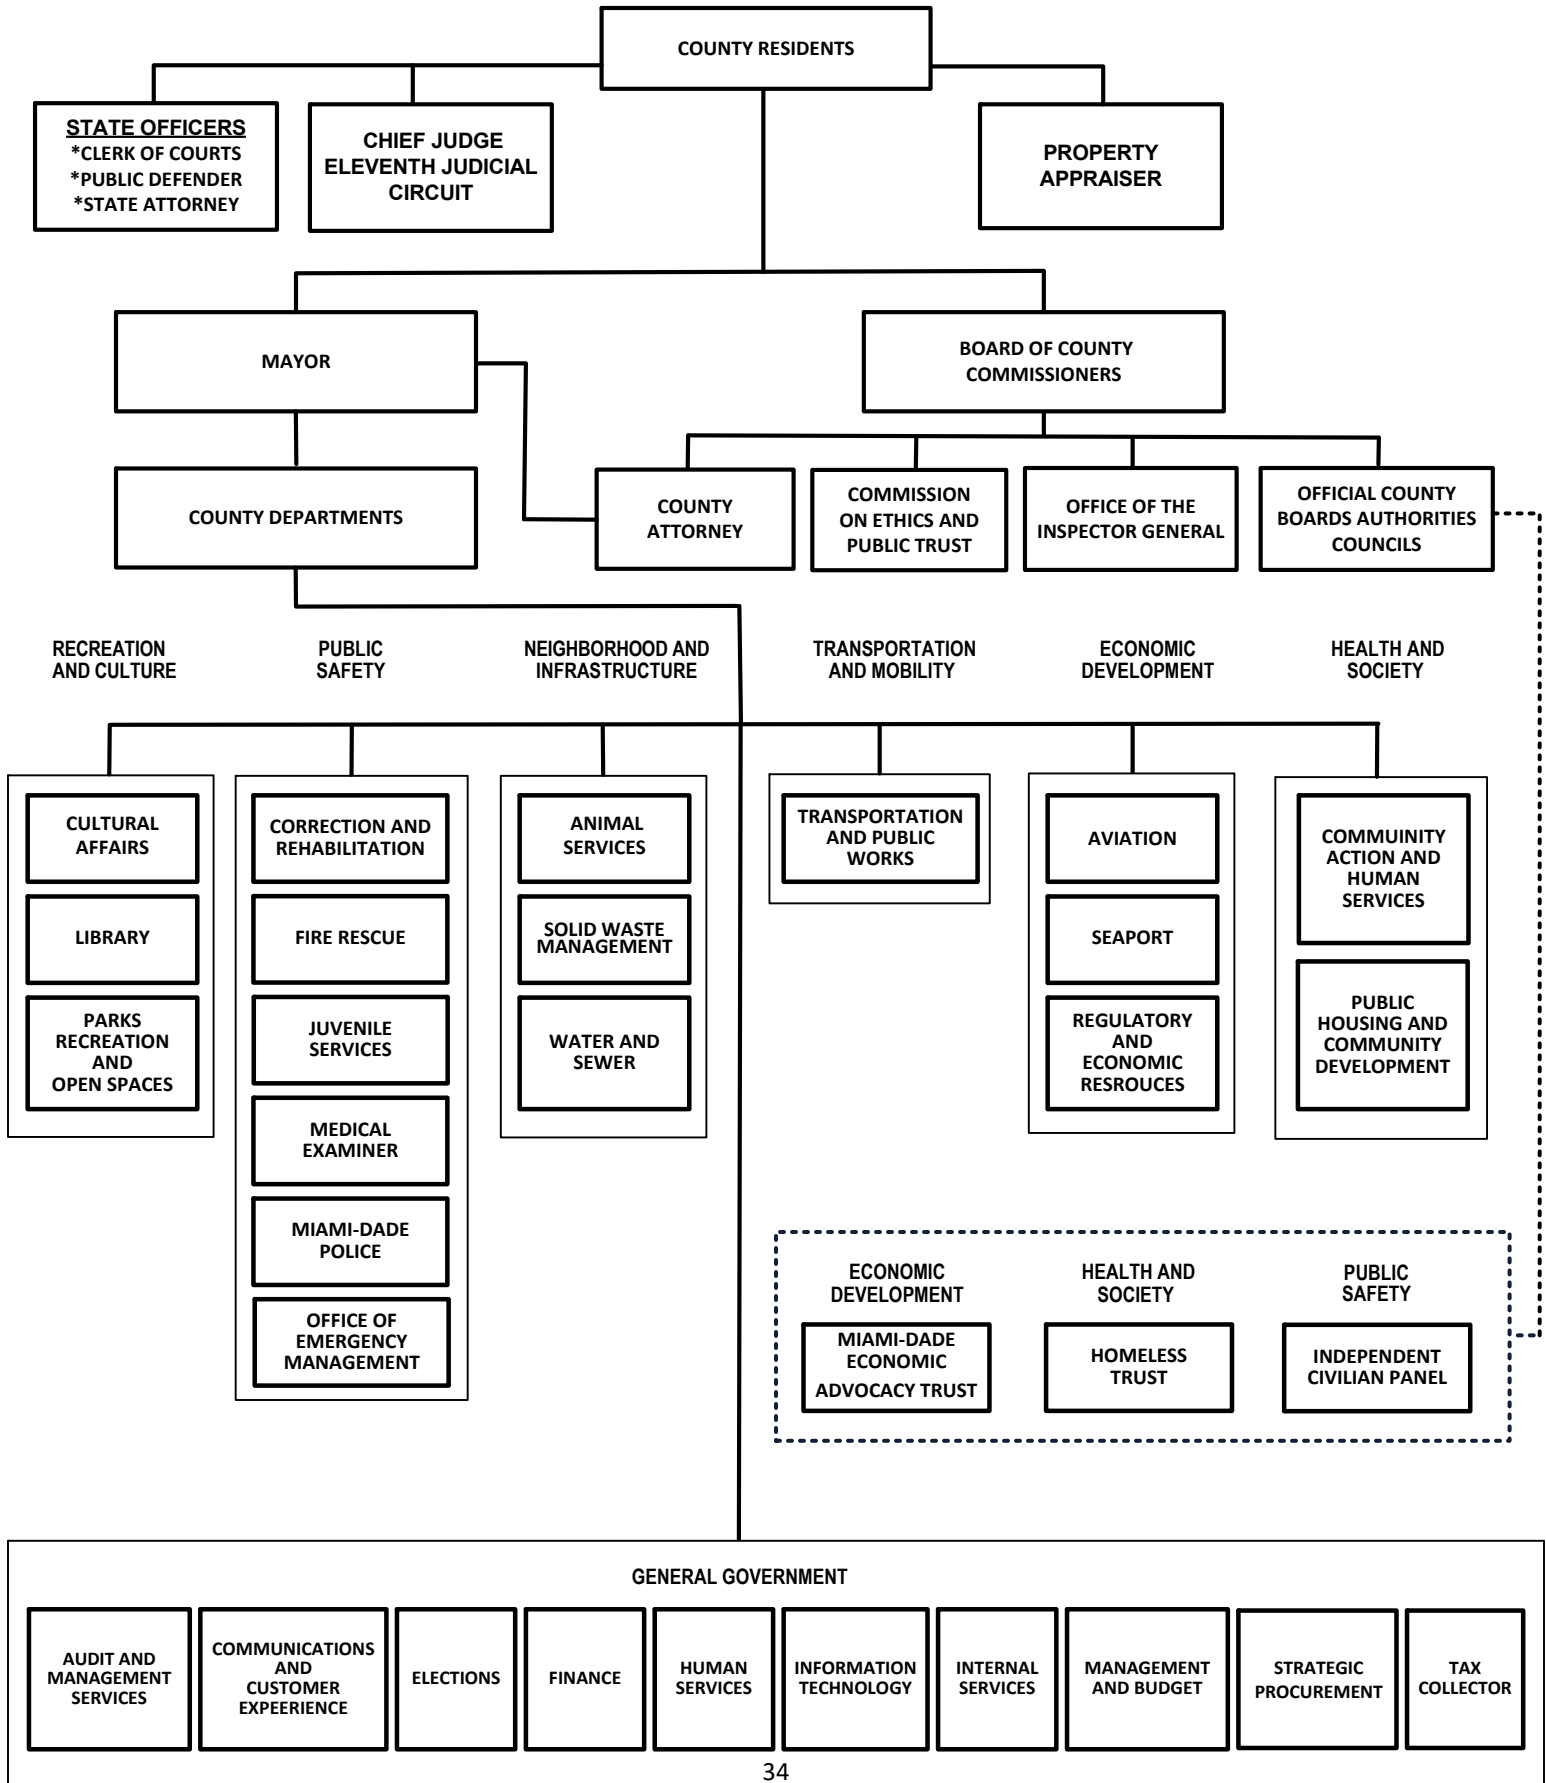 COUNTY RESIDENTS
STATE OFFICERS
*CLERK OF COURTS
*PUBLIC DEFENDER
*STATE ATTORNEY
CHIEF JUDGE
ELEVENTH JUDICIAL
CIRCUIT
PROPERTY
APPRAISER
MAYOR
BOARD OF COUNTY
COMMISSIONERS
COUNTY DEPARTMENTS
COUNTY
ATTORNEY
COMMISSION
ON ETHICS AND
PUBLIC TRUST
OFFICE OF THE
INSPECTOR GENERAL
OFFICIAL COUNTY
BOARDS AUTHORITIES
COUNCILS
RECREATION
AND CULTURE
PUBLIC
SAFETY
NEIGHBORHOOD AND
INFRASTRUCTURE
TRANSPORTATION
AND MOBILITY
ECONOMIC
DEVELOPMENT
HEALTH AND
SOCIETY
CULTURAL
AFFAIRS
LIBRARY
PARKS
RECREATION
AND
OPEN SPACES
CORRECTION AND
REHABILITATION
FIRE RESCUE
JUVENILE
SERVICES
MEDICAL
EXAMINER
MIAMI-DADE
POLICE
OFFICE OF
EMERGENCY
MANAGEMENT
ANIMAL
SERVICES
SOLID WASTE
MANAGEMENT
WATER AND
SEWER
TRANSPORTATION
AND PUBLIC
WORKS
AVIATION
SEAPORT
REGULATORY
AND
ECONOMIC
RESROUCES
COMMUINITY
ACTION AND
HUMAN
SERVICES
PUBLIC
HOUSING AND
COMMUNITY
DEVELOPMENT
ECONOMIC
DEVELOPMENT
HEALTH AND
SOCIETY
PUBLIC
SAFETY
MIAMI-DADE
ECONOMIC
ADVOCACY TRUST
HOMELESS
TRUST
INDEPENDENT
CIVILIAN PANEL
GENERAL GOVERNMENT
AUDIT AND
MANAGEMENT
SERVICES
COMMUNICATIONS
AND
CUSTOMER
EXPEERIENCE
ELECTIONS
FINANCE
HUMAN
SERVICES
INFORMATION
TECHNOLOGY
INTERNAL
SERVICES
MANAGEMENT
AND BUDGET
STRATEGIC
PROCUREMENT
TAX
COLLECTOR
34